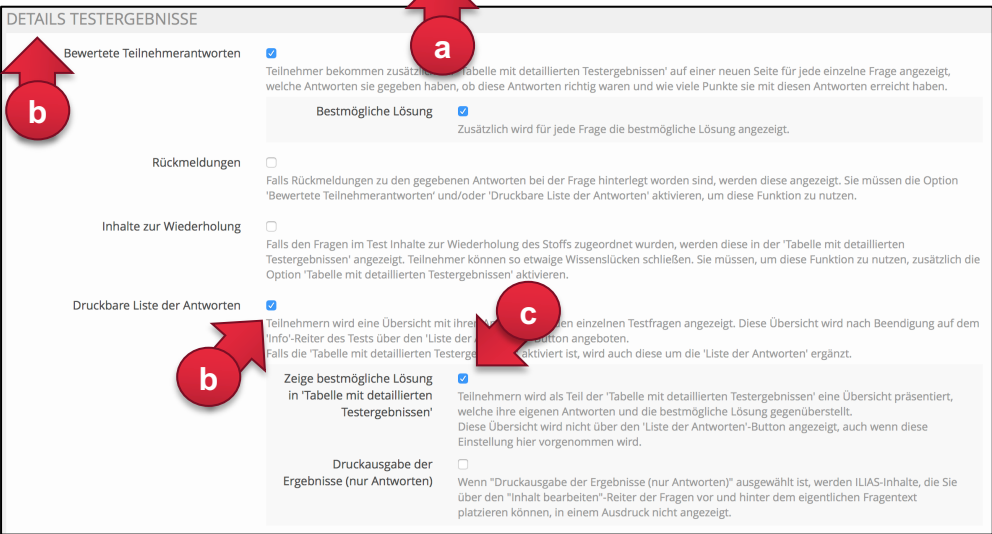 DETAILS TESTERGEBNISSE
a
Bewertete Teilnehmerantworten
Teilnehmer bekommen zusätzlich Tabelle mit detaillierten Testergebnissen' auf einer neuen Seite für jede einzelne Frage angezeigt,
welche Antworten sie gegeben haben, ob diese Antworten richtig waren und wie viele Punkte sie mit diesen Antworten erreicht haben.
b
Bestmögliche Lösung
Zusätzlich wird für jede Frage die bestmögliche Lösung angezeigt.
Rückmeldungen
Falls Rückmeldungen zu den gegebenen Antworten bei der Frage hinterlegt worden sind, werden diese angezeigt. Sie müssen die Option
'Bewertete Teilnehmerantworten' und/oder 'Druckbare Liste der Antworten' aktivieren, um diese Funktion zu nutzen.
Inhalte zur Wiederholung
Falls den Fragen im Test Inhalte zur Wiederholung des Stoffs zugeordnet wurden, werden diese in der 'Tabelle mit detaillierten
Testergebnissen' angezeigt. Teilnehmer können so etwaige Wissenslücken schließen. Sie müssen, um diese Funktion zu nutzen, zusätzlich die
Option 'Tabelle mit detaillierten Testergebnissen' aktivieren.
Druckbare Liste der Antworten
c
Teilnehmern wird eine Übersicht mit ihren einzelnen Testfragen angezeigt. Diese Übersicht wird nach Beendigung auf dem
'Info'-Reiter des Tests über den 'Liste der Button angeboten.
Falls die 'Tabelle mit detaillierten aktiviert ist, wird auch diese um die 'Liste der Antworten' ergänzt.
b
Zeige bestmögliche Lösung
in 'Tabelle mit detaillierten
Testergebnissen'
Teilnehmern wird als Teil der 'Tabelle mit detaillierten Testergebnissen' eine Übersicht präsentiert,
welche ihre eigenen Antworten und die bestmögliche Lösung gegenüberstellt.
Diese Übersicht wird nicht über den 'Liste der Antworten'-Button angezeigt, auch wenn diese
Einstellung hier vorgenommen wird.
Druckausgabe der
Ergebnisse (nur Antworten)
Wenn "Druckausgabe der Ergebnisse (nur Antworten)" ausgewählt ist, werden ILIAS-Inhalte, die Sie
über den "Inhalt bearbeiten"-Reiter der Fragen vor und hinter dem eigentlichen Fragentext
platzieren können, in einem Ausdruck nicht angezeigt.